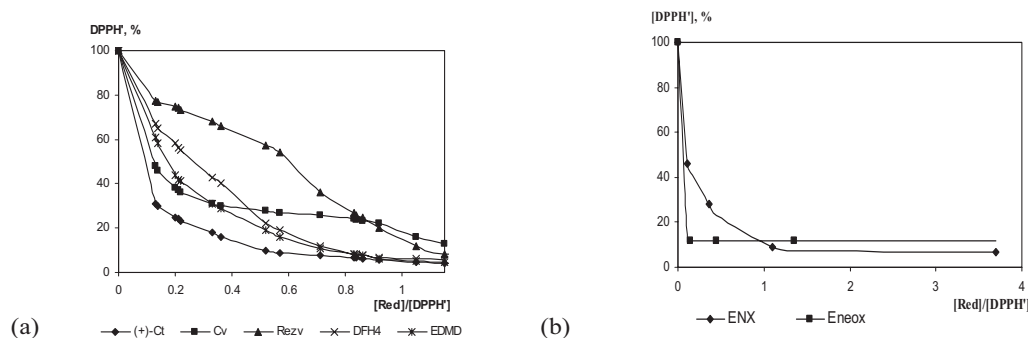 DPPH', %
100
80
60
40
20
0
0 0.2 0.4 0.6 0.8 1
[Red]/[DPPH']
(a) (+)-Ct Cv Rezv DFH4 EDMD
[DPPH'], %
100
80
60
40
20
0
0 1 2 3 4
[Red]/[DPPH']
(b) ENX Eneox